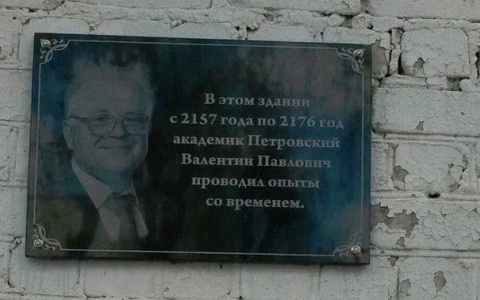 В этом здании
с 2157 года по 2176 год
академик Петровский
Валентин Павлович
проводил опыты
со временем.